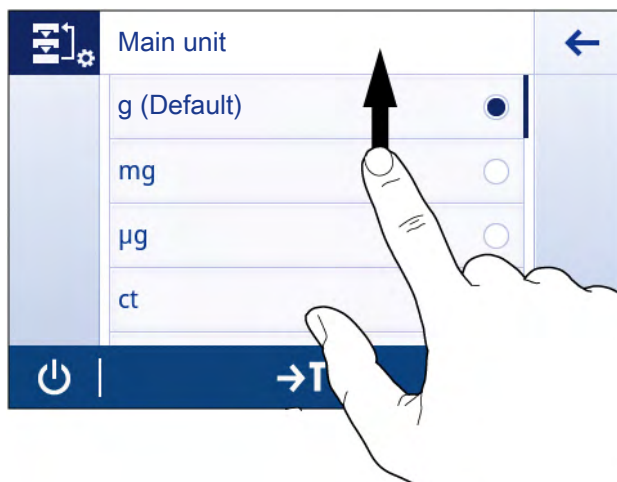 Main unit
g (Default)
mg
µg
ct
→T